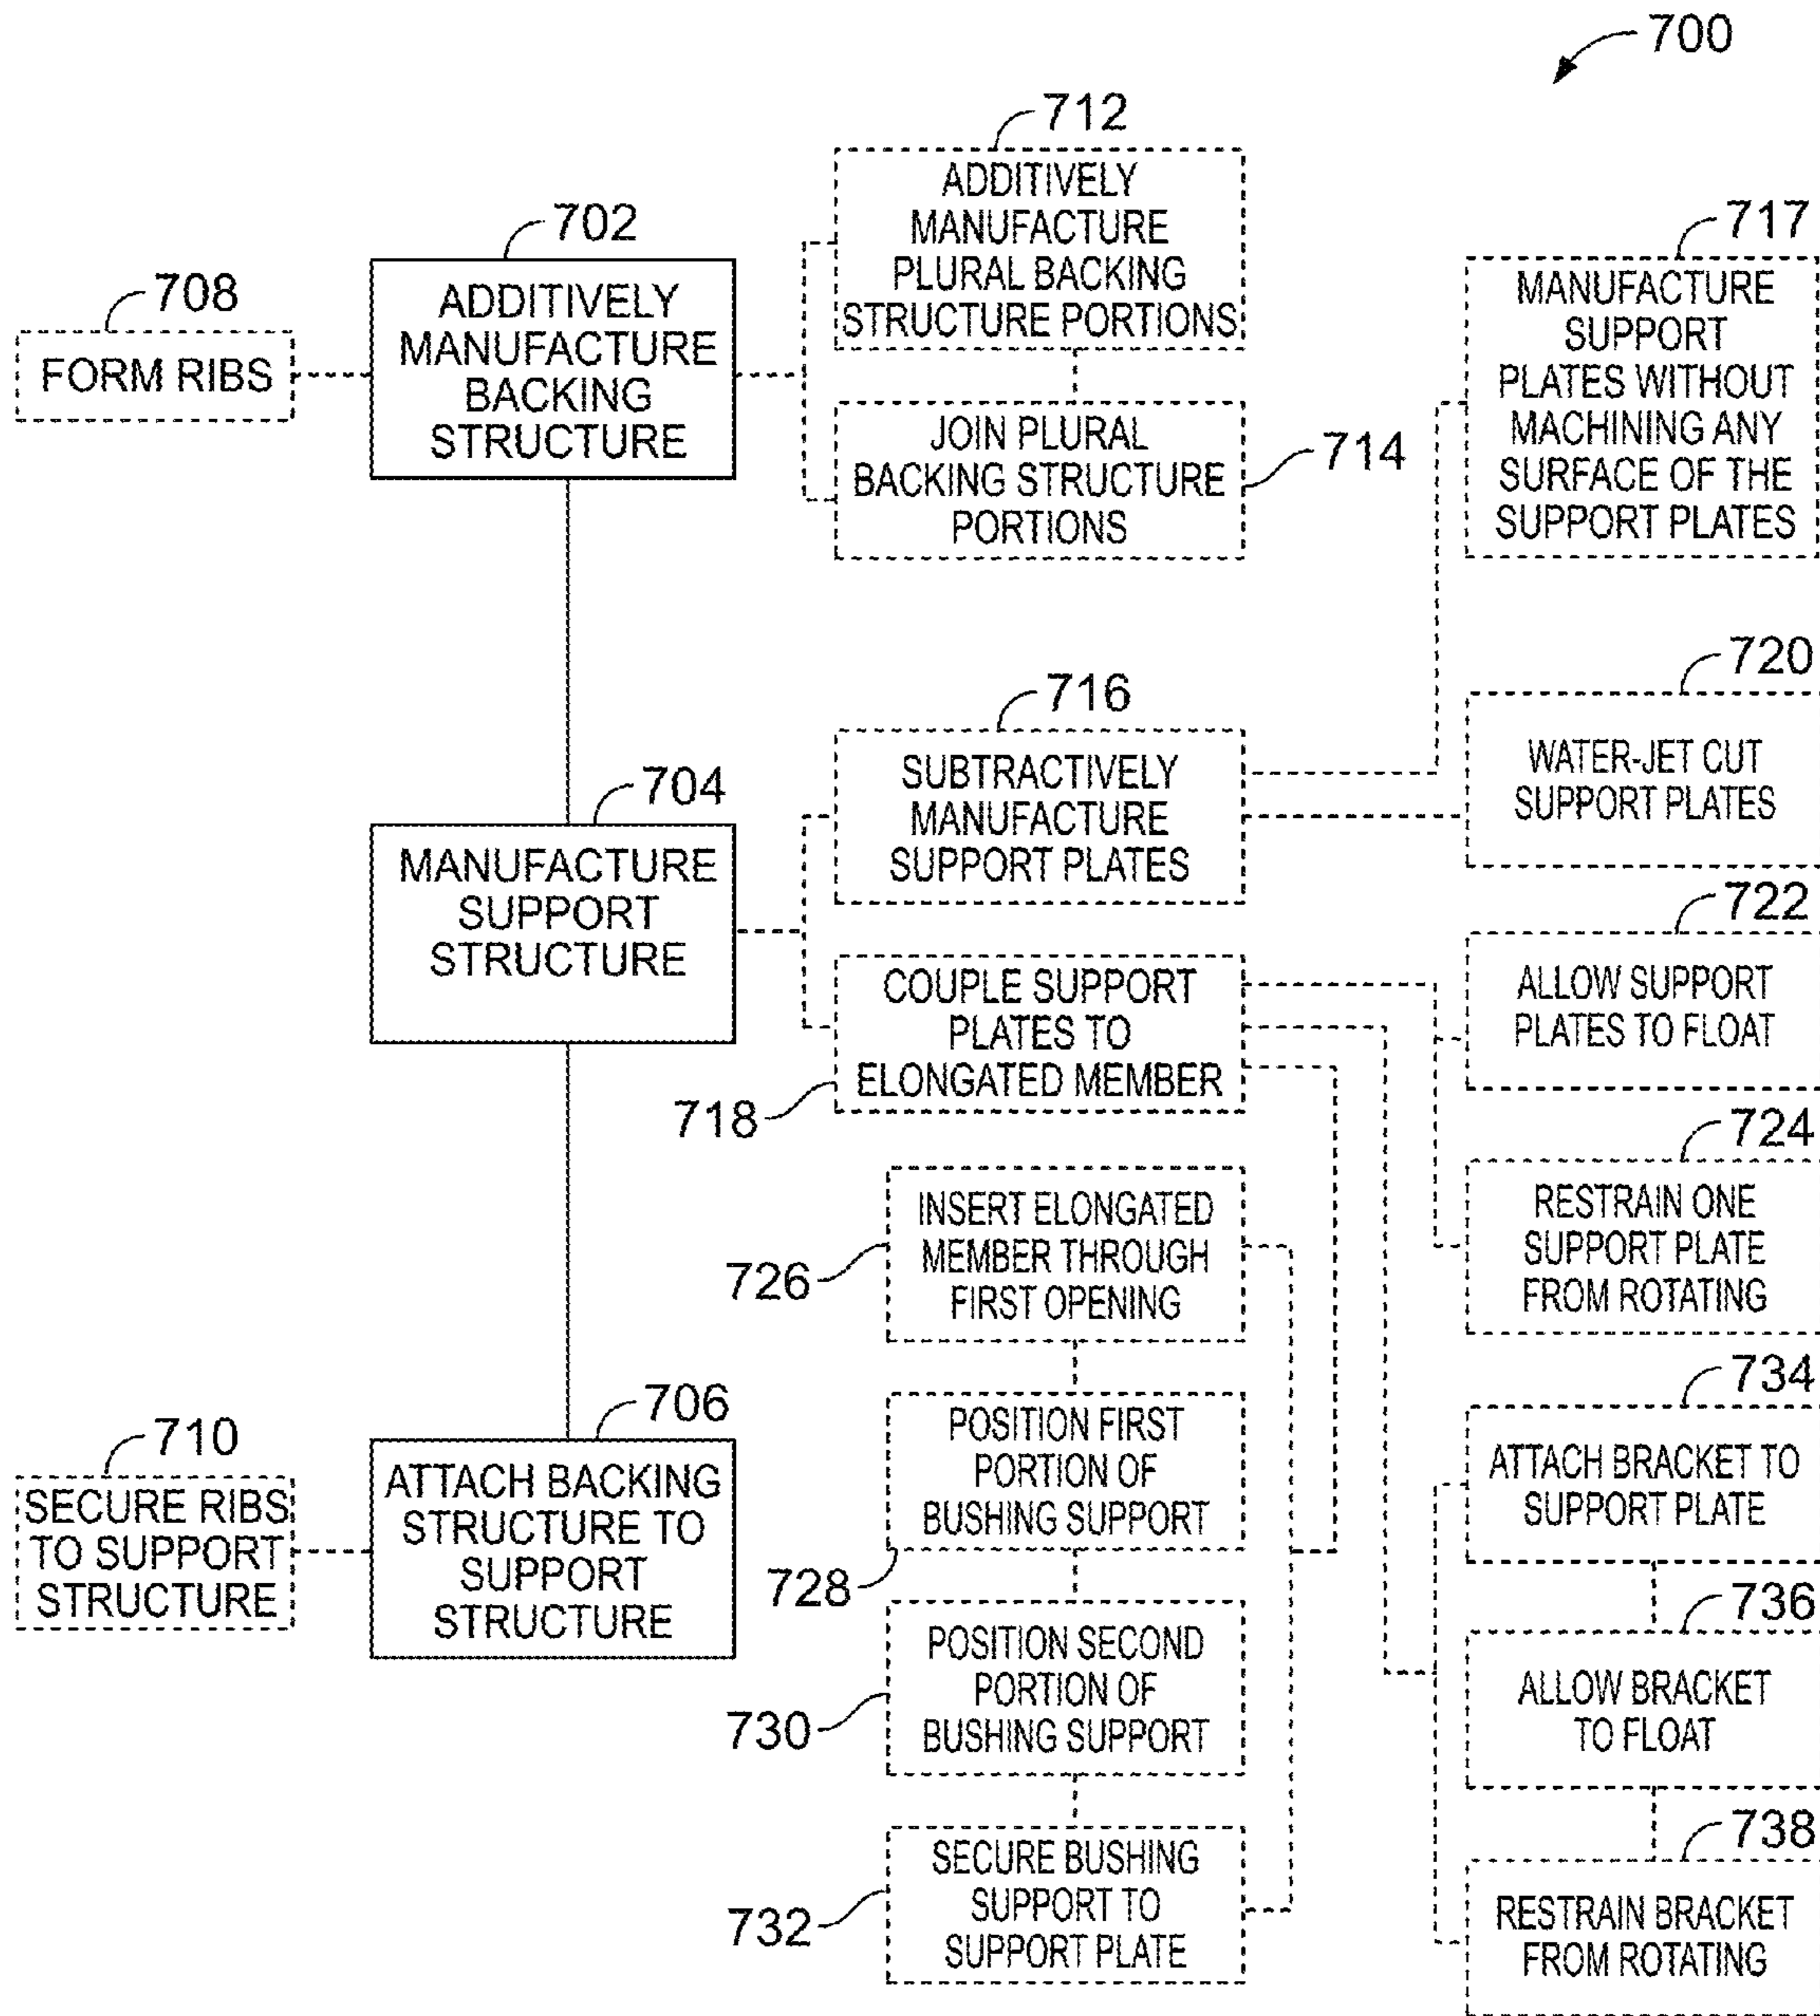 700
712
ADDITIVELY
MANUFACTURE
PLURAL BACKING
STRUCTURE PORTIONS
702
ADDITIVELY
MANUFACTURE
BACKING
STRUCTURE
717
MANUFACTURE
SUPPORT
PLATES WITHOUT
MACHINING ANY
SURFACE OF THE
SUPPORT PLATES
708
FORM RIBS
JOIN PLURAL
BACKING STRUCTURE
PORTIONS
714
716
SUBTRACTIVELY
MANUFACTURE
SUPPORT PLATES
720
WATER-JET CUT
SUPPORT PLATES
704
MANUFACTURE
SUPPORT
STRUCTURE
722
ALLOW SUPPORT
PLATES TO FLOAT
COUPLE SUPPORT
PLATES TO
ELONGATED MEMBER
718
724
RESTRAIN ONE
SUPPORT PLATE
FROM ROTATING
INSERT ELONGATED
MEMBER THROUGH
FIRST OPENING
726
706
ATTACH BACKING
STRUCTURE TO
SUPPORT
STRUCTURE
710
SECURE RIBS
TO SUPPORT
STRUCTURE
POSITION FIRST
PORTION OF
BUSHING SUPPORT
728
734
ATTACH BRACKET TO
SUPPORT PLATE
POSITION SECOND
PORTION OF
BUSHING SUPPORT
730
736
ALLOW BRACKET
TO FLOAT
SECURE BUSHING
SUPPORT TO
SUPPORT PLATE
732
738
RESTRAIN BRACKET
FROM ROTATING